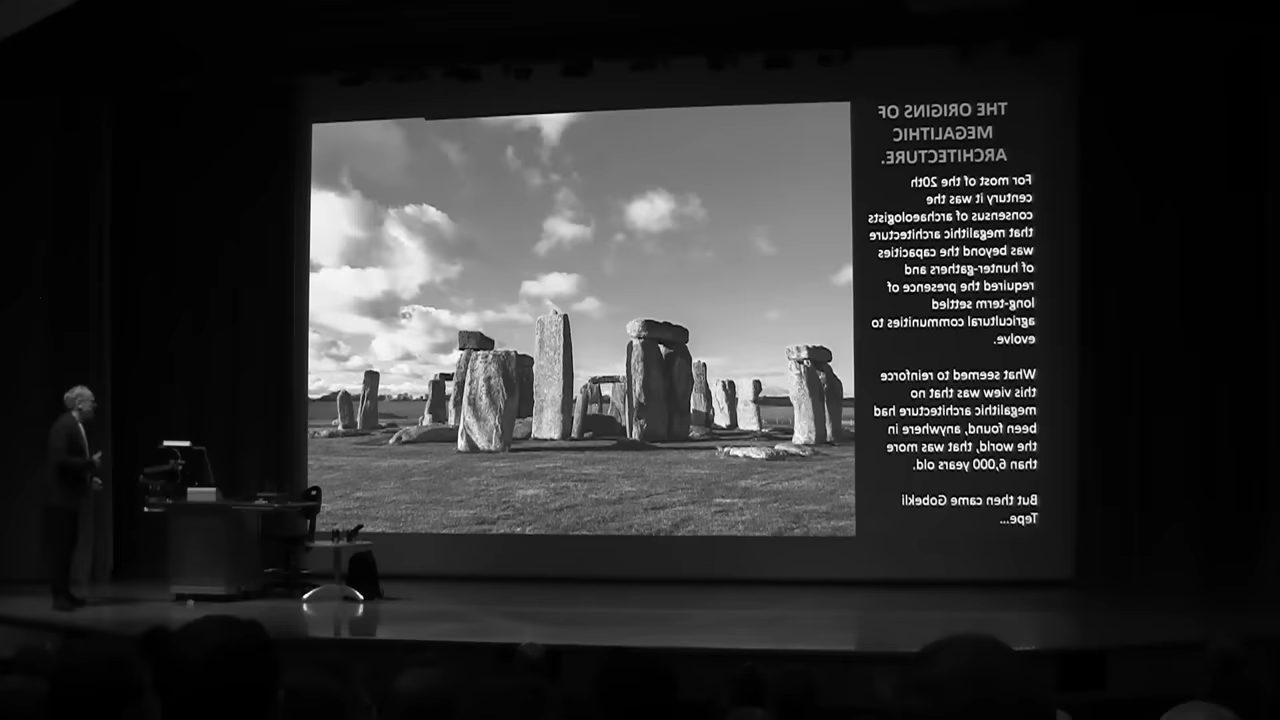 THE ORIGINS OF
MEGALITHIC
ARCHITECTURE.
For most of the 20th
century it was the
consensus of archaeologists
that megalithic architecture
was beyond the capacities
of hunter-gathers and
required the presence of
long-term settled
agricultural communities to
evolve.
What seemed to reinforce
this view was that no
megalithic architecture had
been found, anywhere in
the world, that was more
than 6,000 years old.
But then came Gobekli
Tepe...